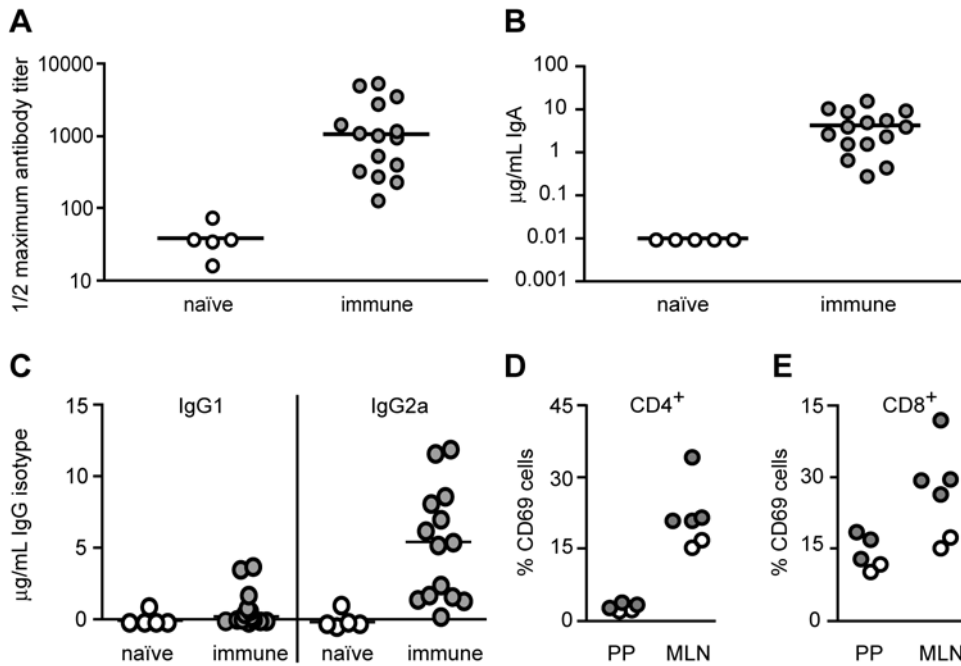 A
1/2 maximum antibody titer
10000
1000
100
10
naïve immune
B
µg/mL IgA
100
10
1
0.1
0.01
0.001
naïve immune
C
µg/mL IgG isotype
15
10
5
0
IgG1 IgG2a
naïve immune naïve immune
D
% CD69 cells
45
30
15
0
CD4+
PP MLN
E
% CD69 cells
15
30
15
0
CD8+
PP MLN